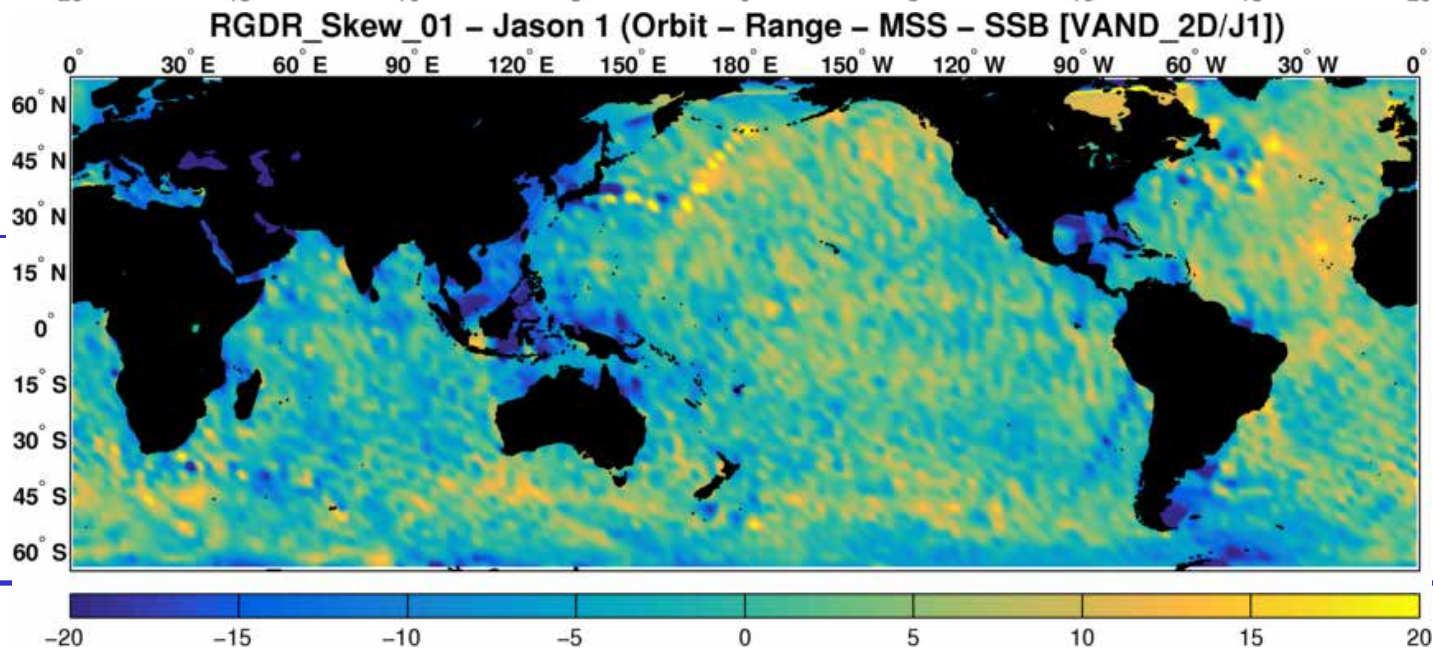 RGDR_Skew_01 – Jason 1 (Orbit – Range – MSS – SSB [VAND_2D/J1])
0° 30° E 60° E 90° E 120° E 150° E 180° E 150° W 120° W 90° W 60° W 30° W 0°
60° N
45° N
30° N
15° N
0°
15° S
30° S
45° S
60° S
−20 −15 −10 −5 0 5 10 15 20